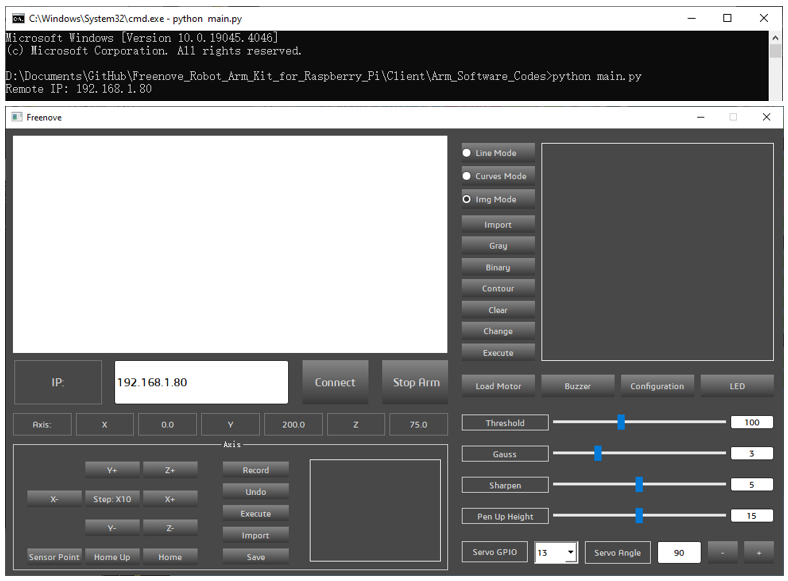 C:\Windows\System32\cmd.exe - python main.py
Microsoft Windows [Version 10.0.19045.4046]
(c) Microsoft Corporation. All rights reserved.
D:\Documents\GitHub\Freenove_Robot_Arm_Kit_for_Raspberry_Pi\Client\Arm_Software_Codes>python main.py
Remote IP: 192.168.1.80
Freenove
Line Mode
Curves Mode
Img Mode
Import
Gray
Binary
Contour
Clear
Change
Execute
IP: 192.168.1.80 Connect Stop Arm
Load Motor Buzzer Configuration LED
Axis: X 0.0 Y 200.0 Z 75.0
Threshold 100
Gauss 3
Sharpen 5
Pen Up Height 15
Servo GPIO 13 Servo Angle 90 - +
Axis
Y+ Z+ Record
Undo
X- Step: X10 X+
Execute
Y- Z-
Import
Sensor Point Home Up Home Save